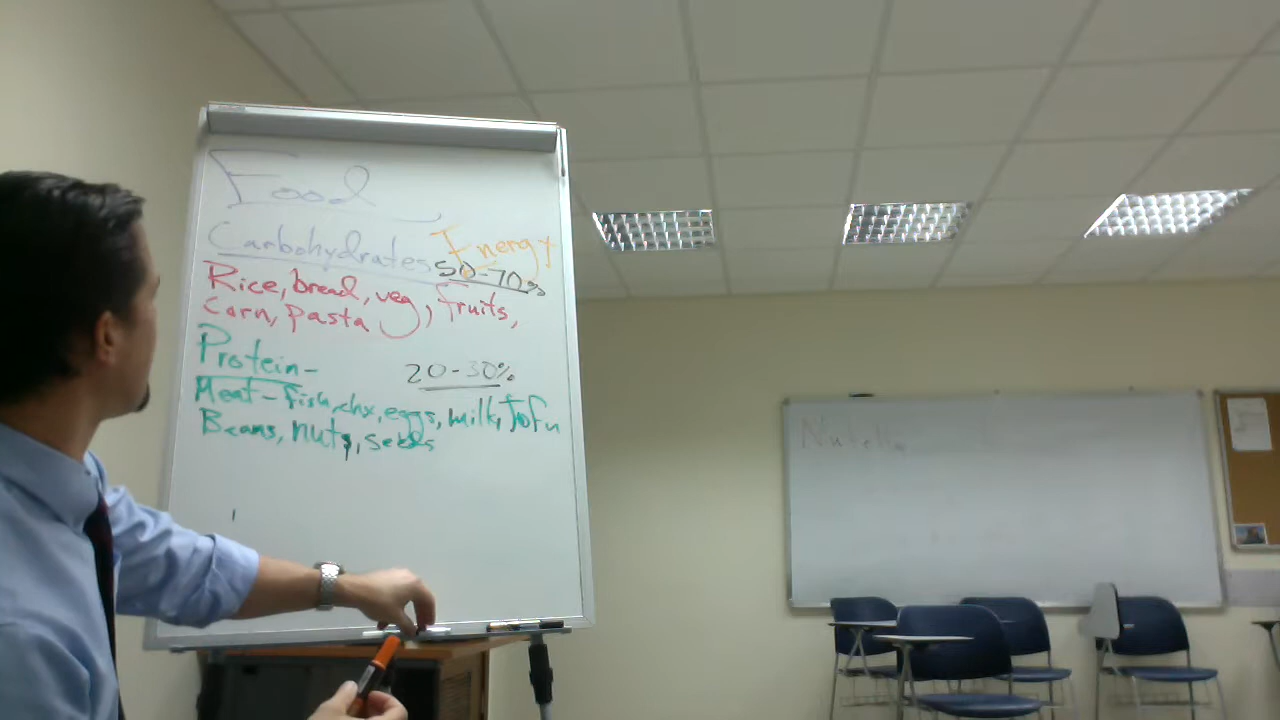 Food
Carbohydrates Energy
50-70%
Rice, bread, veg, fruits,
Corn, pasta
Protein-
20-30%
Meat-fish, chx, eggs, milk, tofu
Beans, nuts, seeds
Nutella